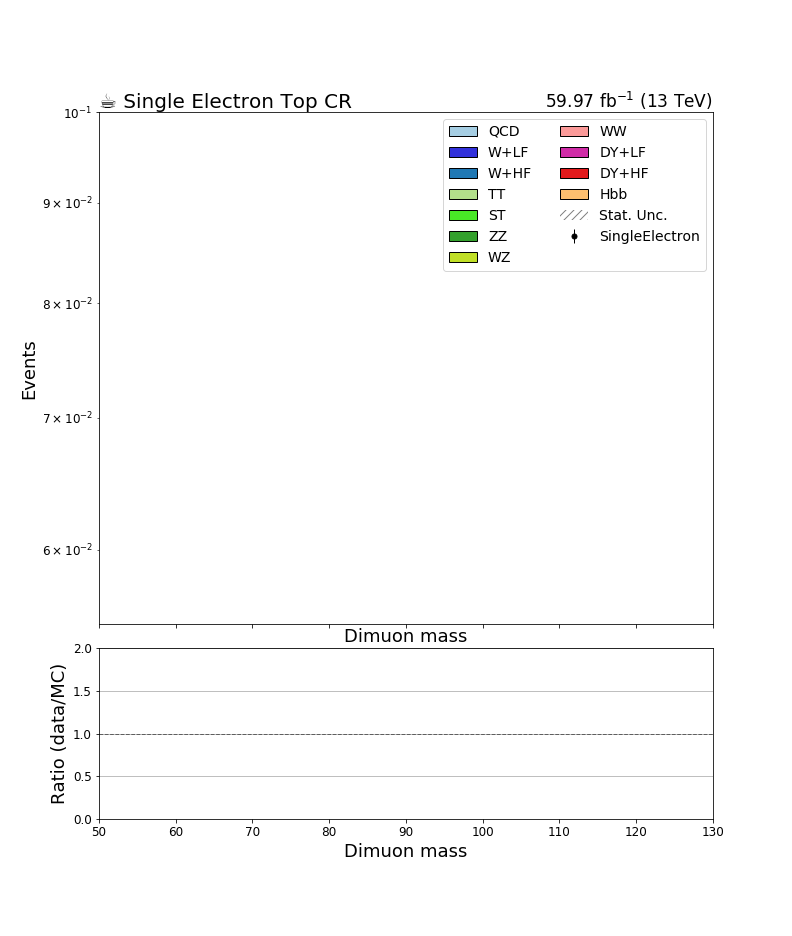 ☕ Single Electron Top CR
59.97 fb⁻¹ (13 TeV)
10⁻¹
9 × 10⁻²
8 × 10⁻²
7 × 10⁻²
6 × 10⁻²
Events
QCD
W+LF
W+HF
TT
ST
ZZ
WZ
WW
DY+LF
DY+HF
Hbb
Stat. Unc.
SingleElectron
Dimuon mass
2.0
1.5
1.0
0.5
0.0
Ratio (data/MC)
50 60 70 80 90 100 110 120 130
Dimuon mass